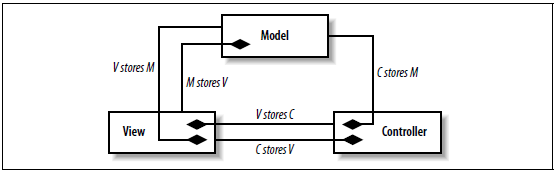 Model
V stores M
M stores V
C stores M
V stores C
View
Controller
C stores V